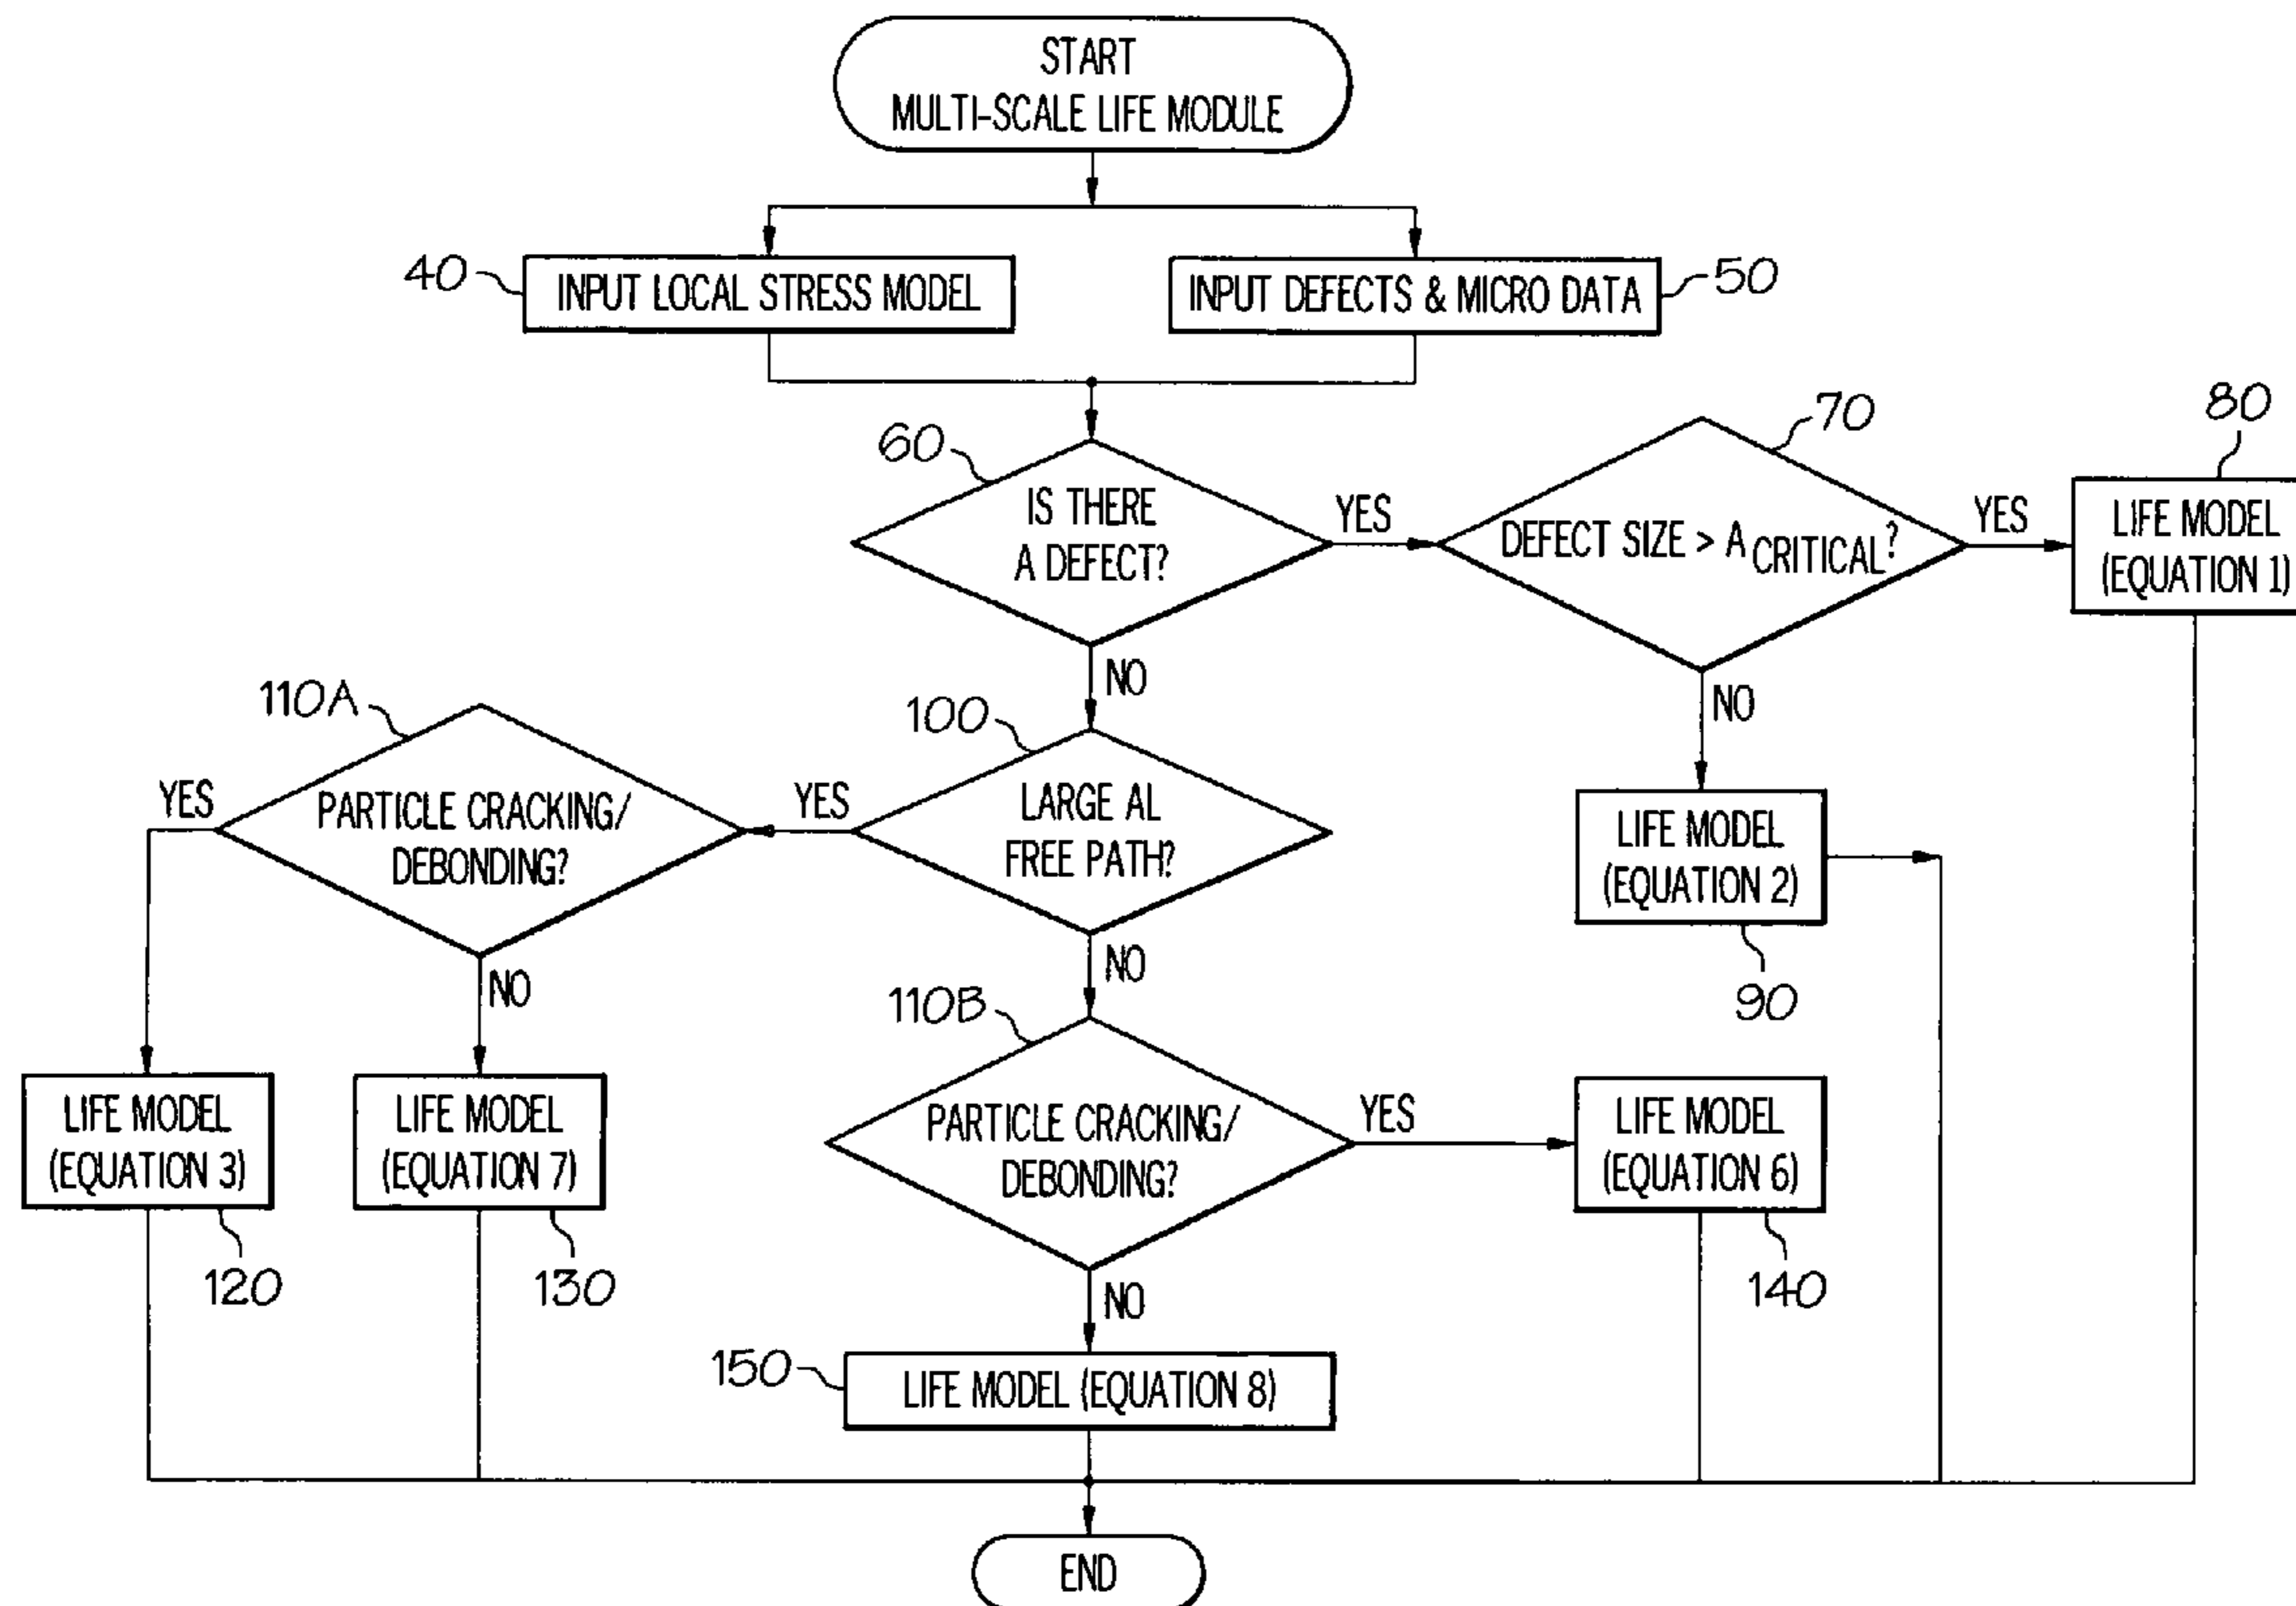 START
MULTI-SCALE LIFE MODULE
40
INPUT LOCAL STRESS MODEL
INPUT DEFECTS & MICRO DATA
50
60
IS THERE
A DEFECT?
YES
70
DEFECT SIZE > A CRITICAL?
YES
80
LIFE MODEL
(EQUATION 1)
NO
NO
110A
PARTICLE CRACKING/
DEBONDING?
YES
YES
100
LARGE AL
FREE PATH?
LIFE MODEL
(EQUATION 2)
90
NO
NO
110B
PARTICLE CRACKING/
DEBONDING?
YES
LIFE MODEL
(EQUATION 3)
120
LIFE MODEL
(EQUATION 7)
130
LIFE MODEL
(EQUATION 6)
140
NO
150
LIFE MODEL (EQUATION 8)
END